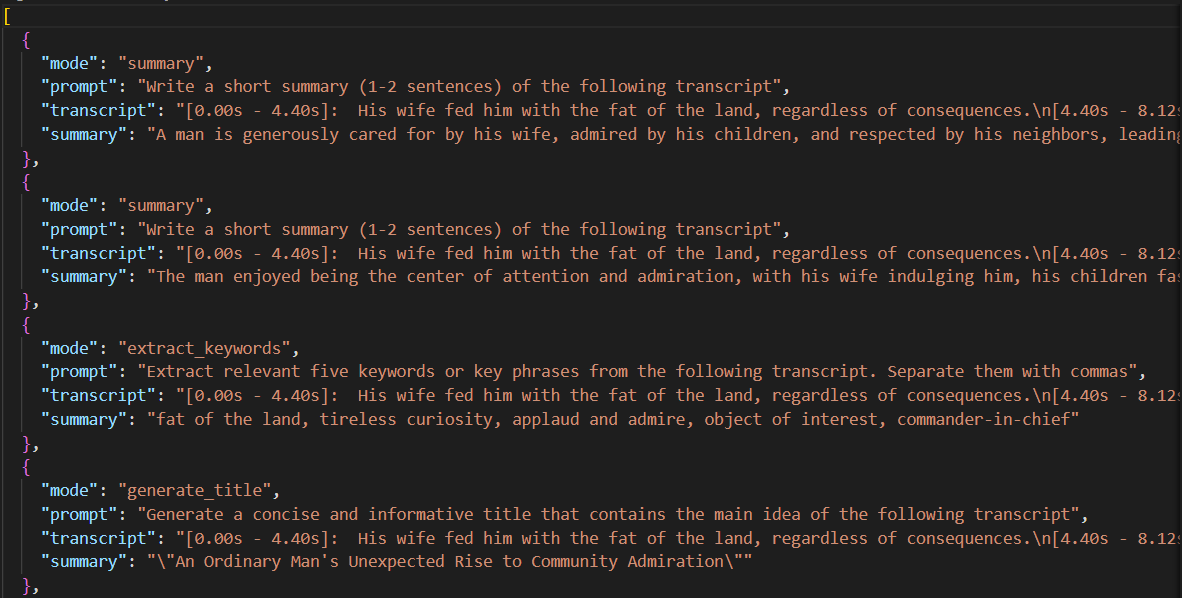 [
{
"mode": "summary",
"prompt": "Write a short summary (1-2 sentences) of the following transcript",
"transcript": "[0.00s - 4.40s]:  His wife fed him with the fat of the land, regardless of consequences.\n[4.40s - 8.12s
"summary": "A man is generously cared for by his wife, admired by his children, and respected by his neighbors, leading
},
{
"mode": "summary",
"prompt": "Write a short summary (1-2 sentences) of the following transcript",
"transcript": "[0.00s - 4.40s]:  His wife fed him with the fat of the land, regardless of consequences.\n[4.40s - 8.12s
"summary": "The man enjoyed being the center of attention and admiration, with his wife indulging him, his children fas
},
{
"mode": "extract_keywords",
"prompt": "Extract relevant five keywords or key phrases from the following transcript. Separate them with commas",
"transcript": "[0.00s - 4.40s]:  His wife fed him with the fat of the land, regardless of consequences.\n[4.40s - 8.12s
"summary": "fat of the land, tireless curiosity, applaud and admire, object of interest, commander-in-chief"
},
{
"mode": "generate_title",
"prompt": "Generate a concise and informative title that contains the main idea of the following transcript",
"transcript": "[0.00s - 4.40s]:  His wife fed him with the fat of the land, regardless of consequences.\n[4.40s - 8.12s
"summary": "\"An Ordinary Man's Unexpected Rise to Community Admiration\""
},